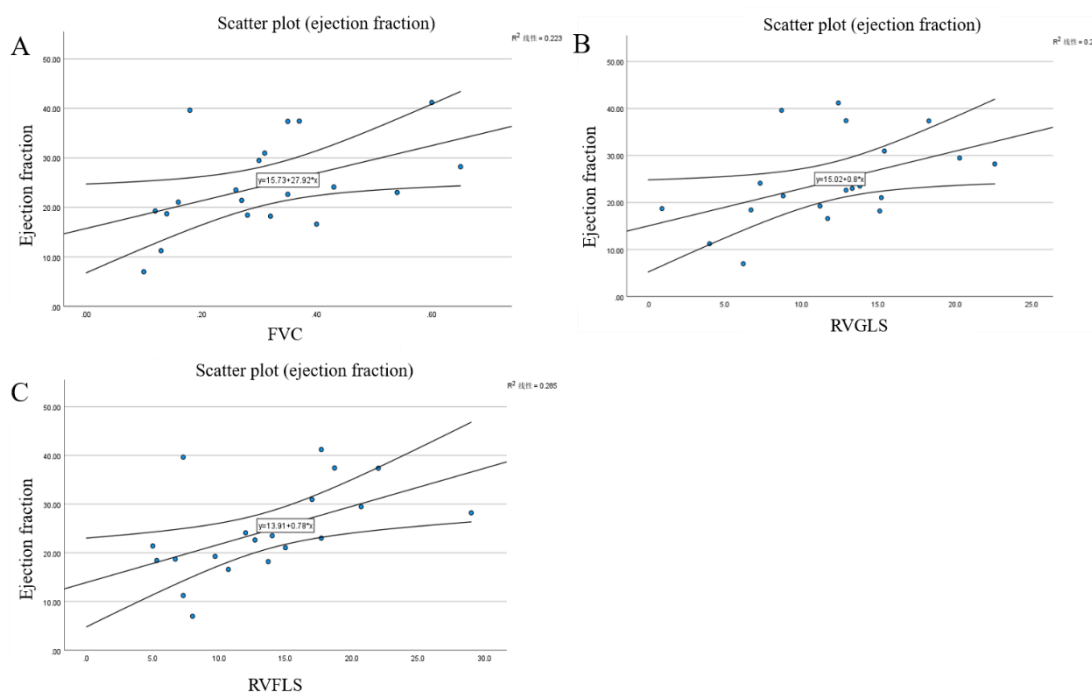 A
Scatter plot (ejection fraction)
R² 线性 = 0.223
Ejection fraction
50.00
40.00
30.00
20.00
10.00
.00
y=15.73+27.92*x
.00 .20 .40 .60
FVC
B
Scatter plot (ejection fraction)
R² 线性 = 0.2
Ejection fraction
50.00
40.00
30.00
20.00
10.00
.00
y=15.02+0.8*x
.0 5.0 10.0 15.0 20.0 25.0
RVGLS
C
Scatter plot (ejection fraction)
R² 线性 = 0.285
Ejection fraction
50.00
40.00
30.00
20.00
10.00
.00
y=13.91+0.78*x
.0 5.0 10.0 15.0 20.0 25.0 30.0
RVFLS